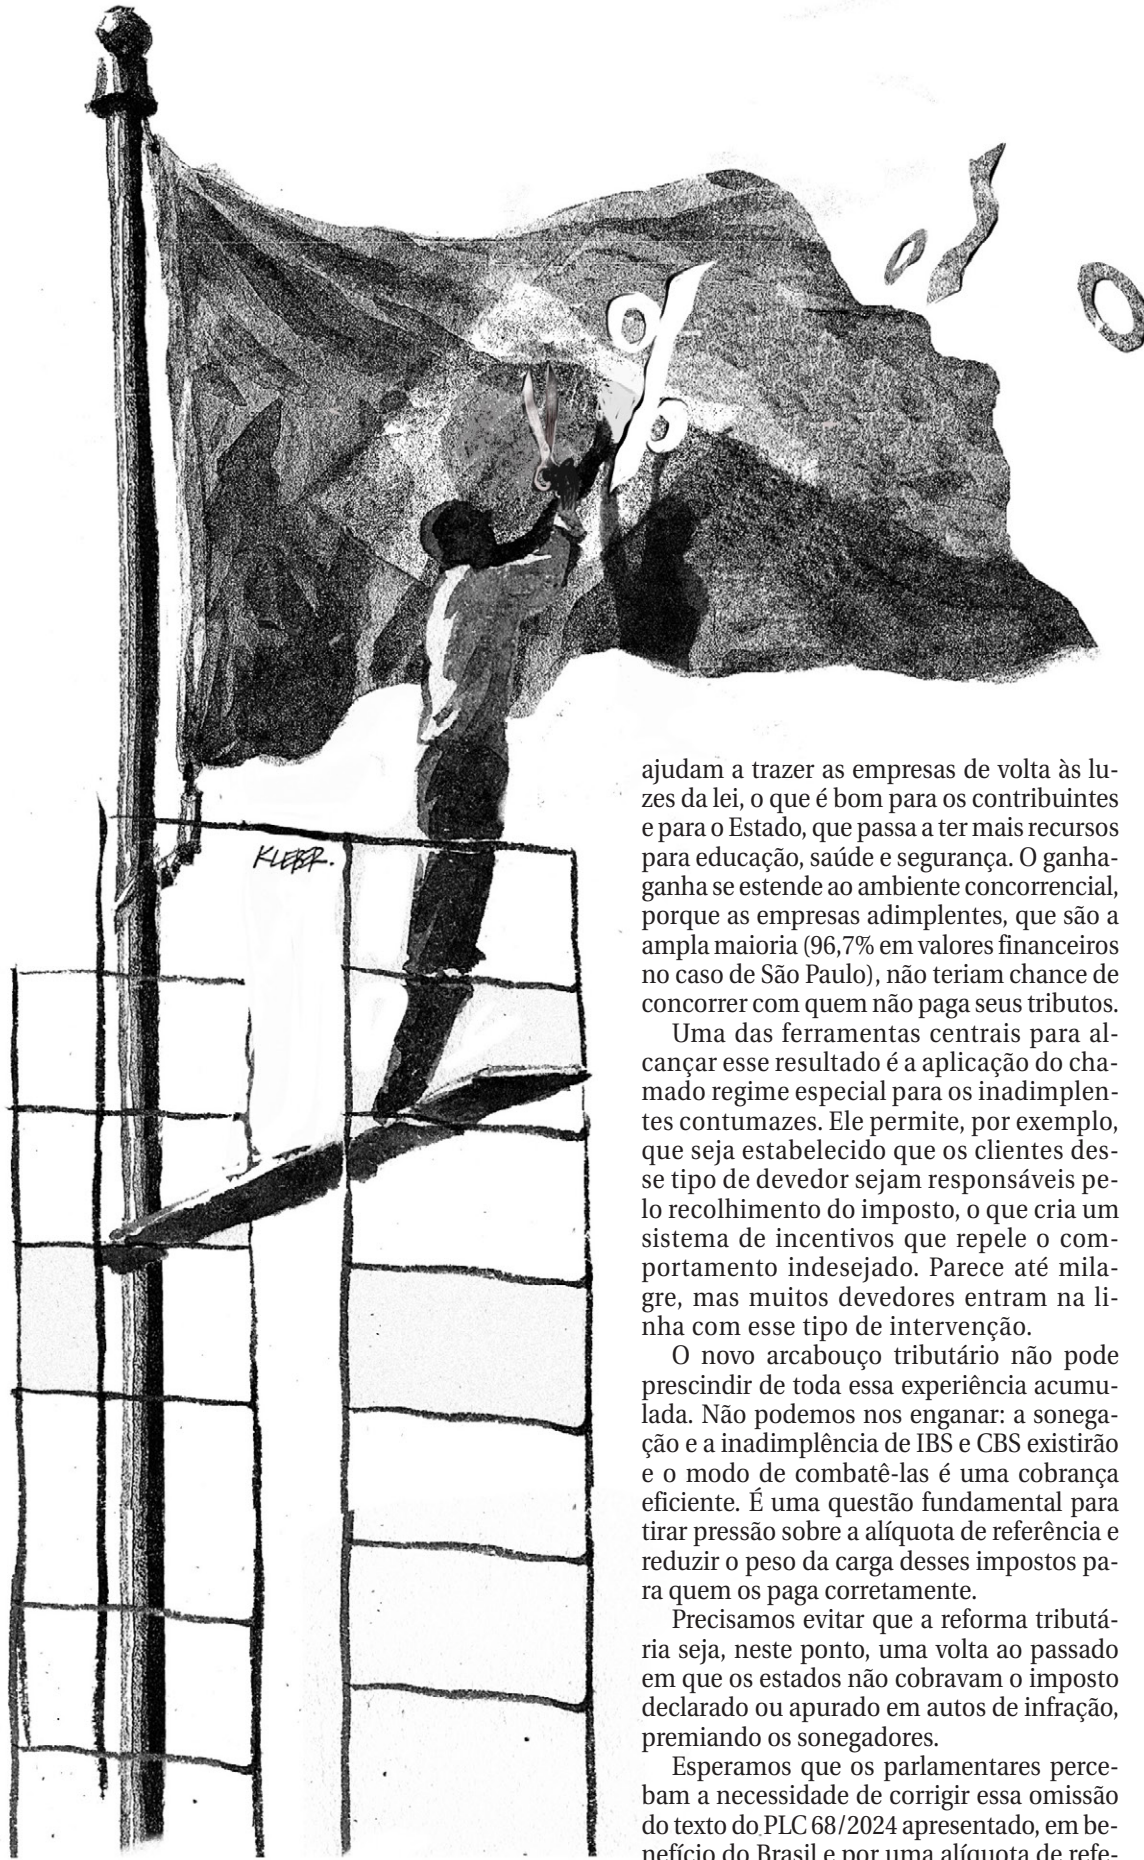 %
KLEBER.
ajudam a trazer as empresas de volta às lu-
zes da lei, o que é bom para os contribuintes
e para o Estado, que passa a ter mais recursos
para educação, saúde e segurança. O ganha-
ganha se estende ao ambiente concorrencial,
porque as empresas adimplentes, que são a
ampla maioria (96,7% em valores financeiros
no caso de São Paulo), não teriam chance de
concorrer com quem não paga seus tributos.
Uma das ferramentas centrais para al-
cançar esse resultado é a aplicação do cha-
mado regime especial para os inadimplen-
tes contumazes. Ele permite, por exemplo,
que seja estabelecido que os clientes des-
se tipo de devedor sejam responsáveis pe-
lo recolhimento do imposto, o que cria um
sistema de incentivos que repele o com-
portamento indesejado. Parece até mila-
gre, mas muitos devedores entram na li-
nha com esse tipo de intervenção.
O novo arcabouço tributário não pode
prescindir de toda essa experiência acumu-
lada. Não podemos nos enganar: a sonega-
ção e a inadimplência de IBS e CBS existirão
e o modo de combatê-las é uma cobrança
eficiente. É uma questão fundamental para
tirar pressão sobre a alíquota de referência e
reduzir o peso da carga desses impostos pa-
ra quem os paga corretamente.
Precisamos evitar que a reforma tributá-
ria seja, neste ponto, uma volta ao passado
em que os estados não cobravam o imposto
declarado ou apurado em autos de infração,
premiando os sonegadores.
Esperamos que os parlamentares perce-
bam a necessidade de corrigir essa omissão
do texto do PLC 68/2024 apresentado, em be-
nefício do Brasil e por uma alíquota de refe-